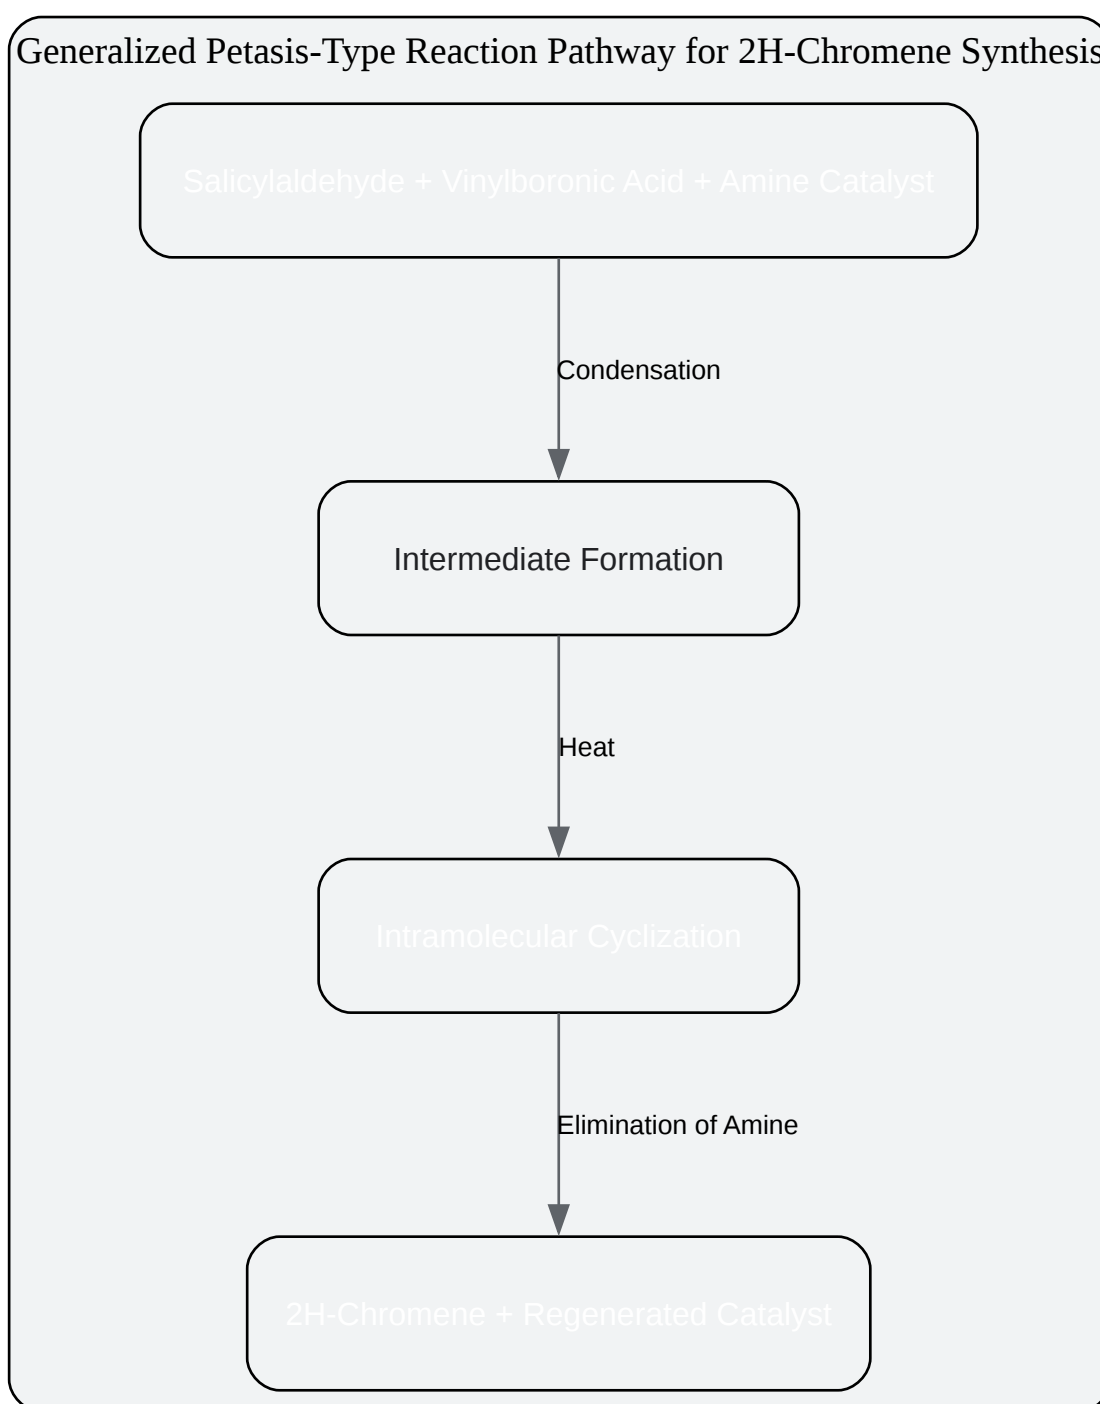 Generalized Petasis-Type Reaction Pathway for 2H-Chromene Synthesis
Salicylaldehyde + Vinylboronic Acid + Amine Catalyst
Condensation
Intermediate Formation
Heat
Intramolecular Cyclization
Elimination of Amine
2H-Chromene + Regenerated Catalyst